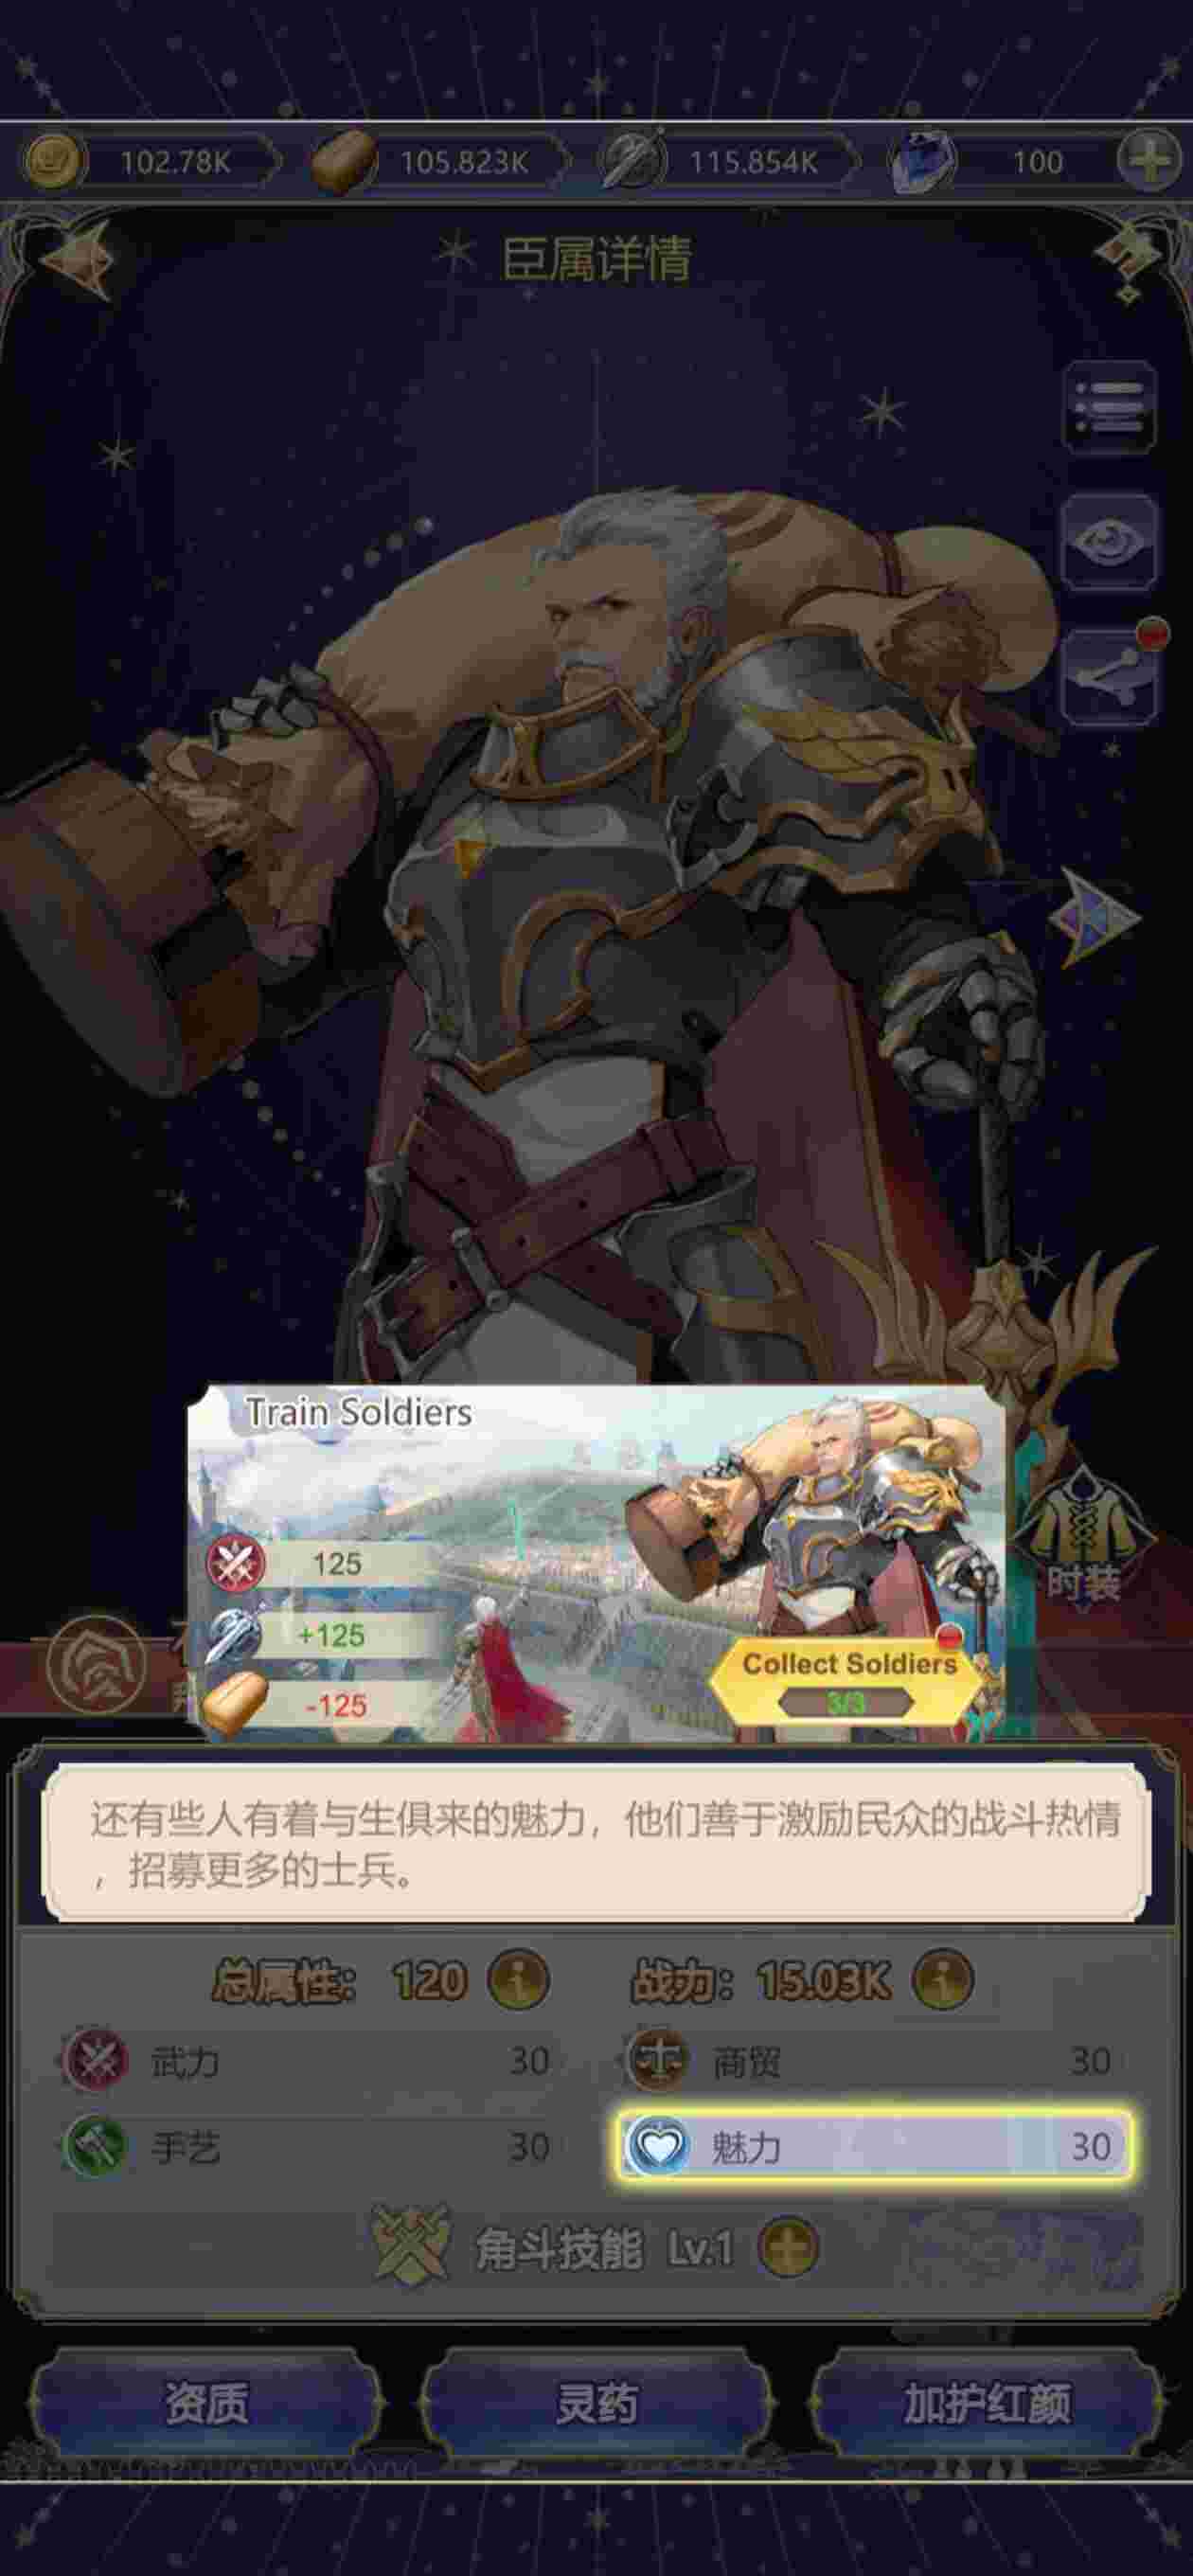 102.78K 105.823K 115.854K 100
臣属详情
Train Soldiers
125
+125
-125
Collect Soldiers
3/3
时装
还有些人有着与生俱来的魅力，他们善于激励民众的战斗热情
，招募更多的士兵。
总属性： 120 战力： 15.03K
武力 30 商贸 30
手艺 30 魅力 30
角斗技能 Lv.1
资质 灵药 加护红颜